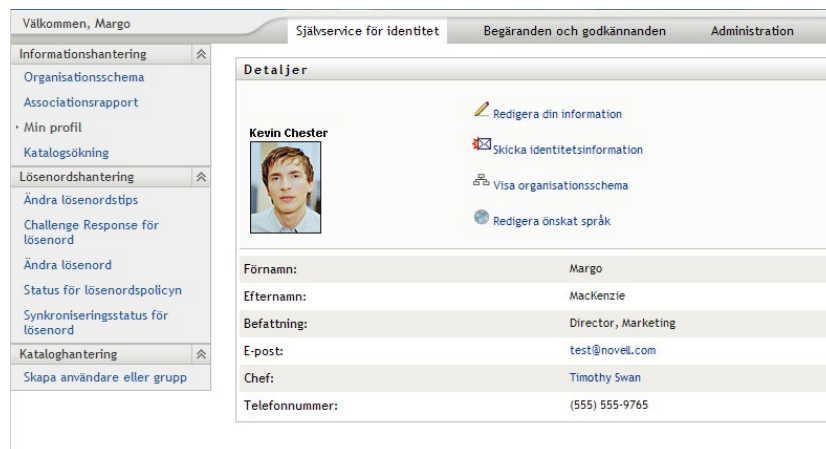 Välkommen, Margo
Självservice för identitet
Begäranden och godkännanden
Administration
Informationshantering
Organisationsschema
Associationsrapport
Min profil
Katalogsökning
Lösenordshantering
Ändra lösenordstips
Challenge Response för
lösenord
Ändra lösenord
Status för lösenordspolicyn
Synkroniseringsstatus för
lösenord
Kataloghantering
Skapa användare eller grupp
Detaljer
Kevin Chester
Redigera din information
Skicka identitetsinformation
Visa organisationsschema
Redigera önskat språk
Förnamn: Margo
Efternamn: MacKenzie
Befattning: Director, Marketing
E-post: test@novell.com
Chef: Timothy Swan
Telefonnummer: (555) 555-9765